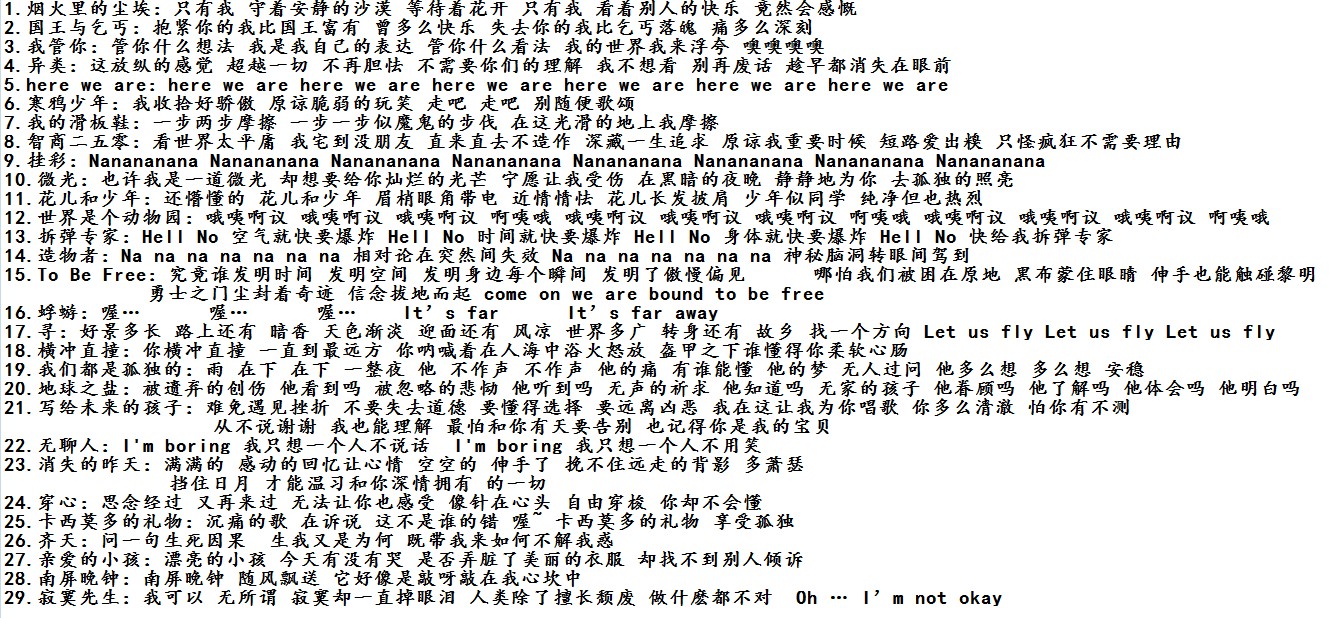 1.烟火里的尘埃: 只有我 守着安静的沙漠 等待着花开 只有我 看着别人的快乐 竟然会感慨
2.国王与乞丐: 抱紧你的我比国王富有 曾多么快乐 失去你的我比乞丐落魄 痛多么深刻
3.我管你: 管你什么想法 我是我自己的表达 管你什么看法 我的世界我来浮夸 噢噢噢噢
4.异类: 这放纵的感觉 超越一切 不再胆怯 不需要你们的理解 我不想看 别再废话 趁早都消失在眼前
5.here we are: here we are here we are here we are here we are here we are here we are
6.寒鸦少年: 我收拾好骄傲 原谅脆弱的玩笑 走吧 走吧 别随便歌颂
7.我的滑板鞋: 一步两步摩擦 一步一步似魔鬼的步伐 在这光滑的地上我摩擦
8.智商二五零: 看世界太平庸 我宅到没朋友 直来直去不造作 深藏一生追求 原谅我重要时候 短路爱出模 只怪疯狂不需要理由
9.挂彩: Nanananana Nanananana Nanananana Nanananana Nanananana Nanananana Nanananana Nanananana
10.微光: 也许我是一道微光 却想要给你灿烂的光芒 宁愿让我受伤 在黑暗的夜晚 静静地为你 去孤独的照亮
11.花儿和少年: 还懵懂的 花儿和少年 眉梢眼角带电 近情情怯 花儿长发披肩 少年似同学 纯净但也热烈
12.世界是个动物园: 哦咦啊议 哦咦啊议 哦咦啊议 啊咦哦 哦咦啊议 哦咦啊议 啊咦哦 哦咦啊议 哦咦啊议 哦咦啊议 啊咦哦
13.拆弹专家: Hell No 空气就快要爆炸 Hell No 时间就快要爆炸 Hell No 身体就快要爆炸 Hell No 快给我拆弹专家
14.造物者: Na na na na na na na 相对论在突然间失效 Na na na na na na na 神秘脑洞转眼间驾到
15.To Be Free: 究竟谁发明时间 发明空间 发明身边每个瞬间 发明了傲慢偏见 哪怕我们被困在原地 黑布蒙住眼睛 伸手也能触碰黎明
勇士之门尘封着奇迹 信念拔地而起 come on we are bound to be free
16.蜉蝣: 喔… 喔… 喔… It’s far It’s far away
17.寻: 好景多长 路上还有 暗香 天色渐淡 迎面还有 风凉 世界多广 转身还有 故乡 找一个方向 Let us fly Let us fly Let us fly
18.横冲直撞: 你横冲直撞 一直到最远方 你呐喊着在人海中浴火怒放 盔甲之下谁懂得你柔软心肠
19.我们都是孤独的: 雨 在下 在下 一整夜 他 不作声 不作声 他的痛 有谁能懂 他的梦 无人过问 他多么想 多么想 安稳
20.地球之盐: 被遗弃的创伤 他看到吗 被忽略的悲恸 他听到吗 无声的祈求 他知道吗 无家的孩子 他眷顾吗 他了解吗 他体会吗 他明白吗
21.写给未来的孩子: 难免遇见挫折 不要失去道德 要懂得选择 要远离凶恶 我在这让我为你唱歌 你多么清澈 怕你有不测
从不说谢谢 我也能理解 最怕和你有天要告别 也记得你是我的宝贝
22.无聊人: I'm boring 我只想一个人不说话 I'm boring 我只想一个人不用笑
23.消失的昨天: 满满的 感动的回忆让心情 空空的 伸手了 挽不住远走的背影 多萧瑟
挡住日月 才能温习和你深情拥有 的一切
24.穿心: 思念经过 又再来过 无法让你也感受 像针在心头 自由穿梭 你却不会懂
25.卡西莫多的礼物: 沉痛的歌 在诉说 这不是谁的错 喔~ 卡西莫多的礼物 享受孤独
26.齐天: 问一句生死因果 生我又是为何 既带我来如何不解我惑
27.亲爱的小孩: 漂亮的小孩 今天有没有哭 是否弄脏了美丽的衣服 却找不到别人倾诉
28.南屏晚钟: 南屏晚钟 随风飘送 它好像是敲呀敲在我心坎中
29.寂寞先生: 我可以 无所谓 寂寞却一直掉眼泪 人类除了擅长颓废 做什麽都不对 Oh … I’m not okay